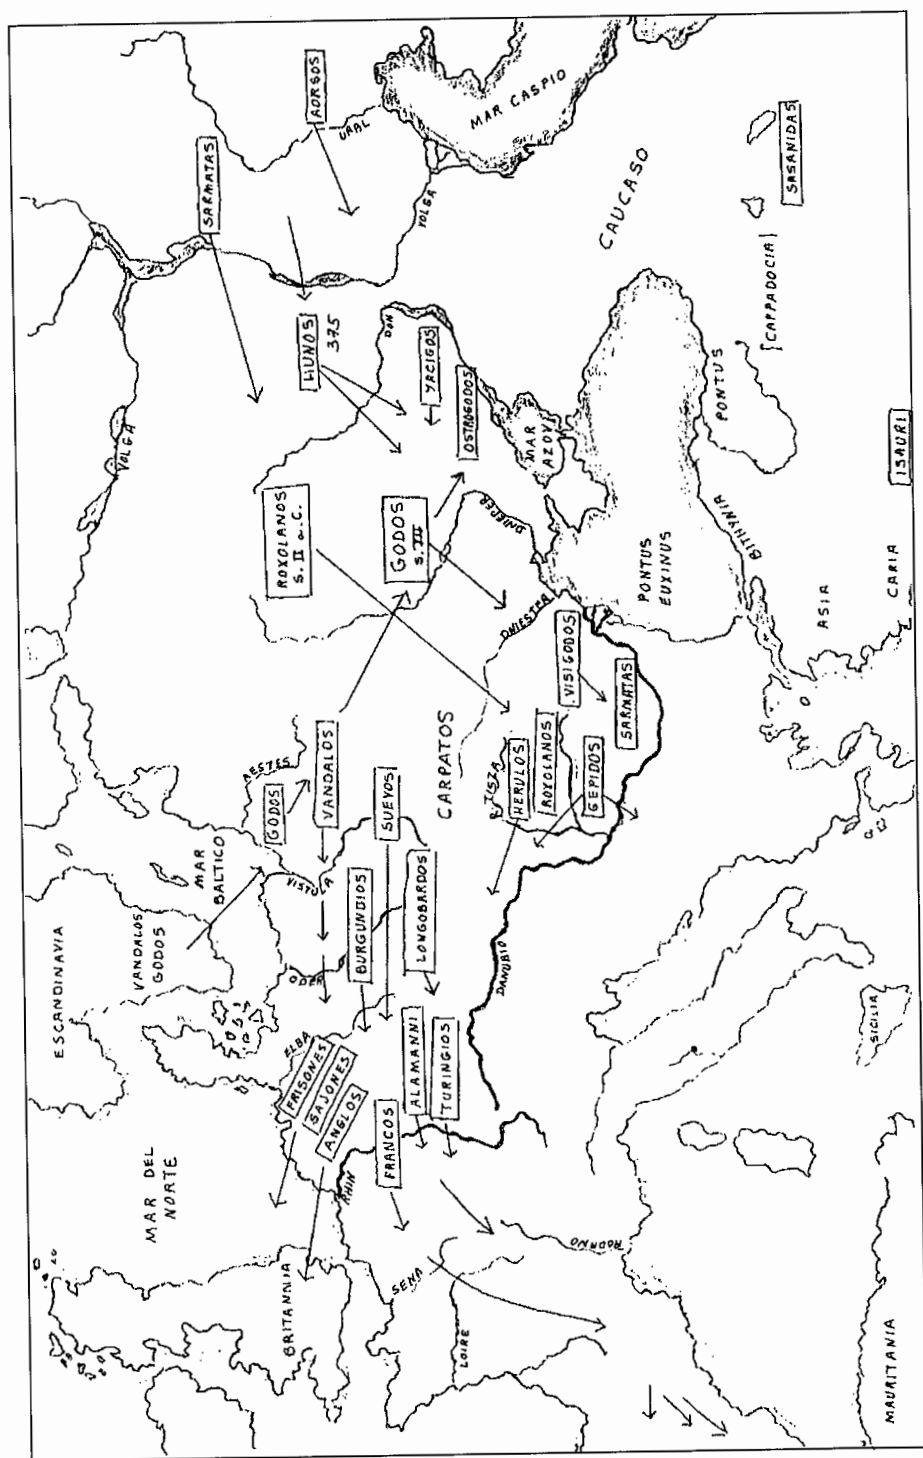 ESCANDINAVIA
MAR DEL
NORTE
VANDALOS
GODOS
MAR
BALTICO
BRITANNIA
FRISONES
SAJONES
ANGLOS
ELBA
ODER
VISTULA
GODOS
AESTES
VANDALOS
BURGUNDIOS
SUEVOS
LONGOBARDOS
RHIN
FRANCOS
ALAMANNI
TURINGIOS
SENA
LOIRE
RODANO
DANUBIO
CARPATOS
R. TISZA
HERULOS
ROXOLANOS
GEPIDOS
VISIGODOS
SARMATAS
DNIESTR
DNIEPER
ROXOLANOS
S. II a. C.
GODOS
S. III
VOLGA
SARMATAS
AORSOS
URAL
HUNOS
375
DON
YACIGOS
OSTROGODOS
MAR
AZOV
VOLGA
MAR CASPIO
CAUCASO
PONTUS
EUXINUS
PONTUS
BITHYNIA
[CAPPADOCIA]
SASANIDAS
ASIA
CARIA
ISAURI
SICILIA
MAURITANIA